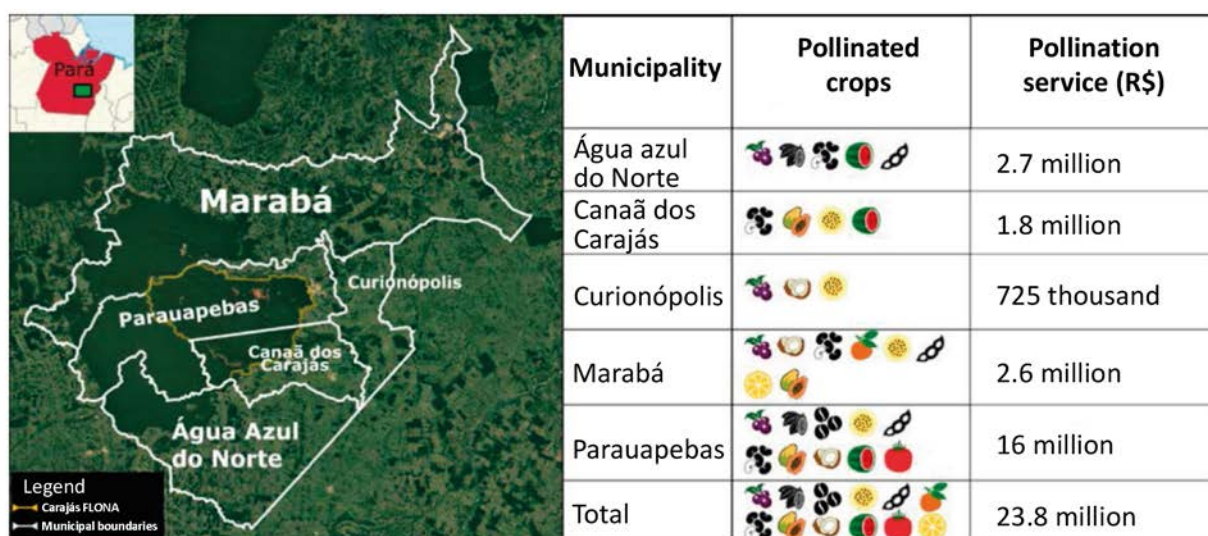 Pará
Marabá
Curionópolis
Parauapebas
Canaã dos
Carajás
Água Azul
do Norte
Legend
Carajás FLONA
Municipal boundaries
Municipality
Pollinated
crops
Pollination
service (R$)
Água azul
do Norte
2.7 million
Canaã dos
Carajás
1.8 million
Curionópolis
725 thousand
Marabá
2.6 million
Parauapebas
16 million
Total
23.8 million